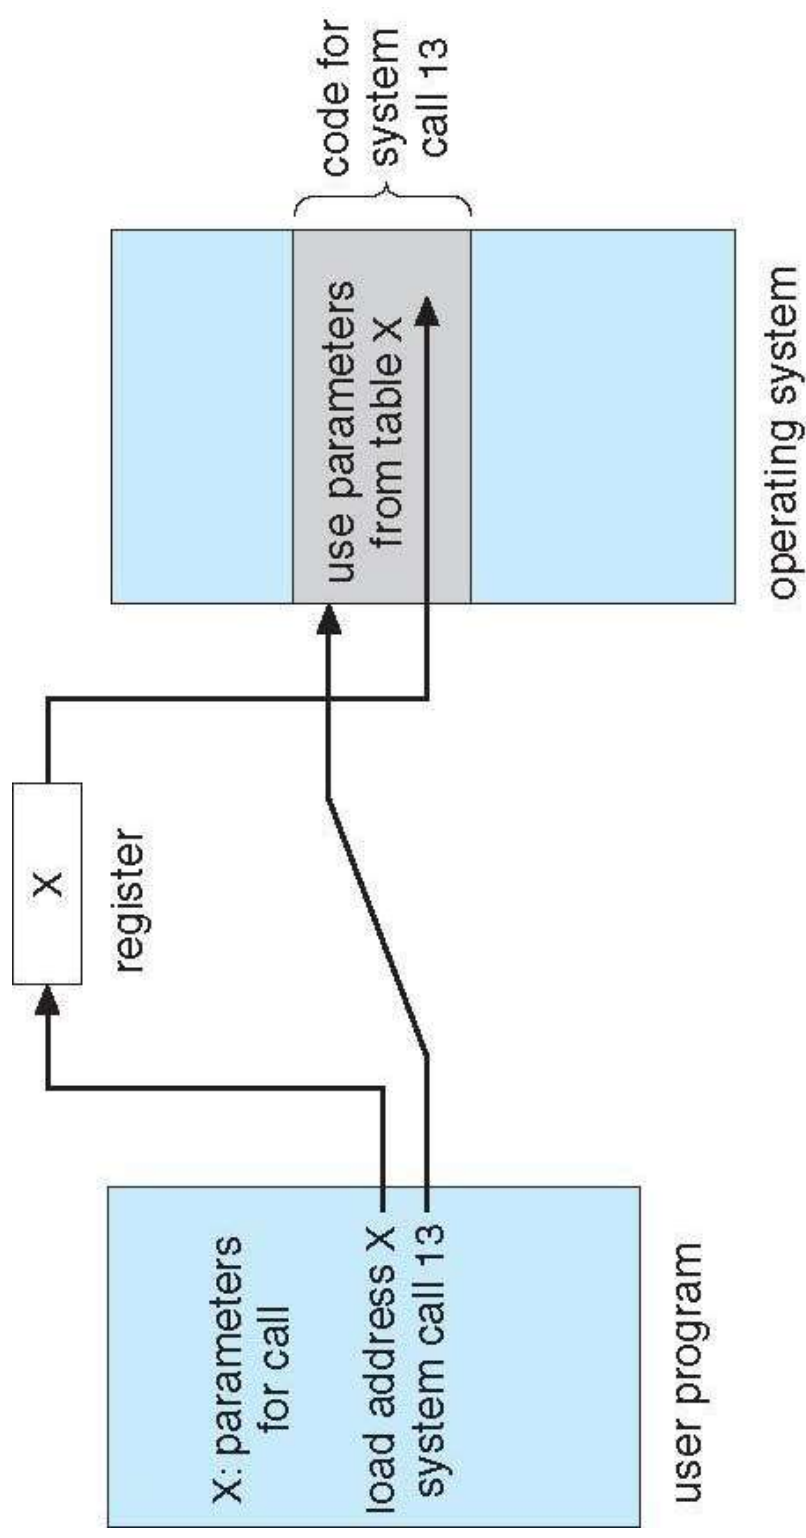 X
register
X: parameters
for call
load address X
system call 13
user program
use parameters
from table X
code for
system
call 13
operating system